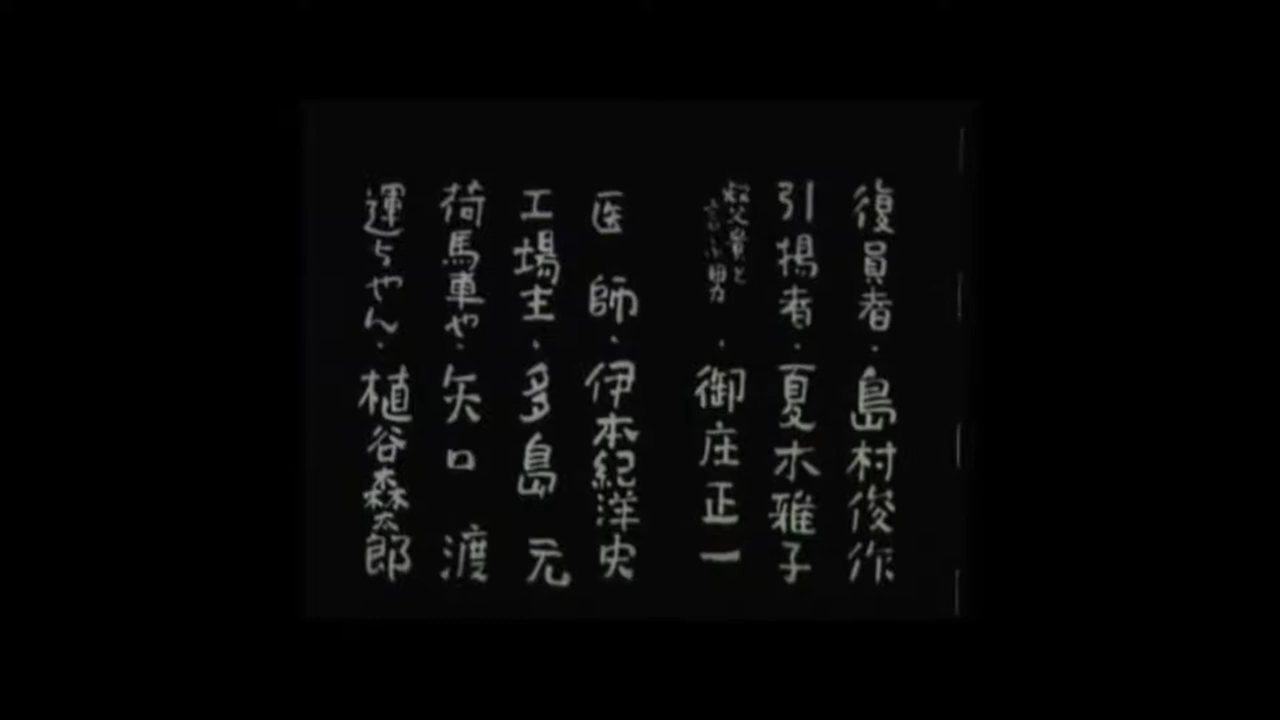 復員者・島村俊作
引揚者・夏木雅子
叔父貴と
言ふ男・御庄正一
医 師・伊本紀洋史
工場主・多島 元
荷馬車や・矢口 渡
運ちやん・植谷森太郎